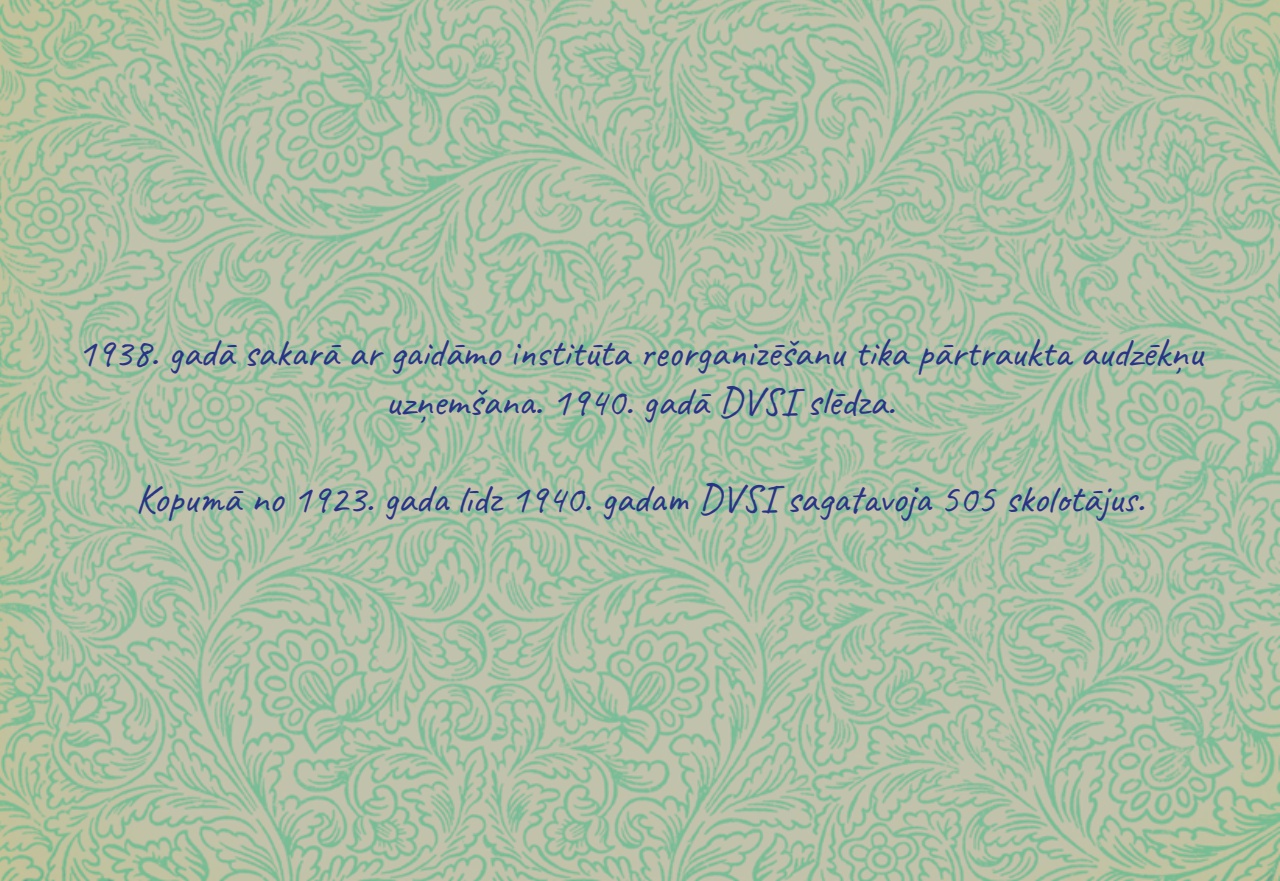 1938. gadā sakarā ar gaidāmo institūta reorganizēšanu tika pārtraukta audzēkņu
uzņemšana. 1940. gadā DVSI slēdza.
Kopumā no 1923. gada līdz 1940. gadam DVSI sagatavoja 505 skolotājus.